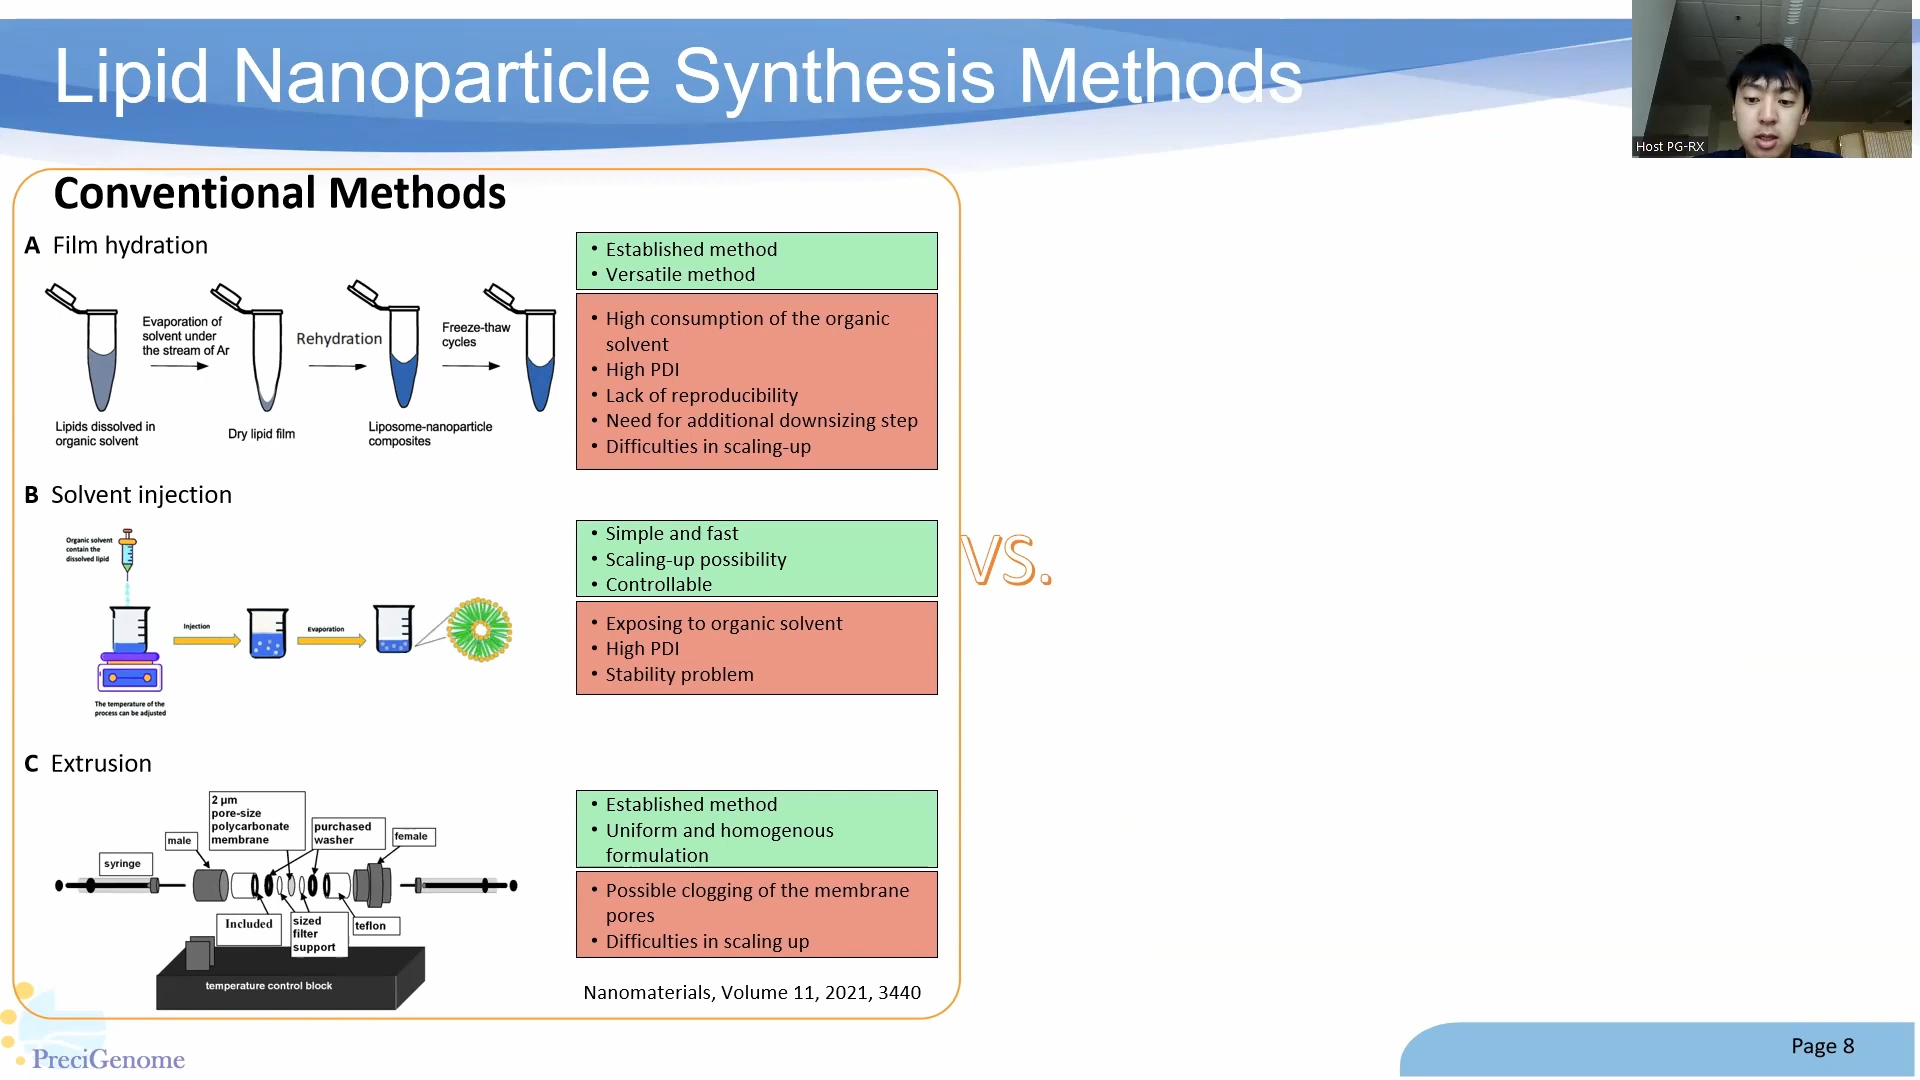 Lipid Nanoparticle Synthesis Methods
Host PG-RX
Conventional Methods
A Film hydration
Evaporation of
solvent under
the stream of Ar
Rehydration
Freeze-thaw
cycles
Lipids dissolved in
organic solvent
Dry lipid film
Liposome-nanoparticle
composites
• Established method
• Versatile method
• High consumption of the organic
solvent
• High PDI
• Lack of reproducibility
• Need for additional downsizing step
• Difficulties in scaling-up
B Solvent injection
Organic solvent
contain the
dissolved lipid
Injection
Evaporation
The temperature of the
process can be adjusted
• Simple and fast
• Scaling-up possibility
• Controllable
• Exposing to organic solvent
• High PDI
• Stability problem
VS.
C Extrusion
2 µm
pore-size
polycarbonate
membrane
purchased
washer
male
female
syringe
Included
sized
filter
support
teflon
temperature control block
• Established method
• Uniform and homogenous
formulation
• Possible clogging of the membrane
pores
• Difficulties in scaling up
Nanomaterials, Volume 11, 2021, 3440
PreciGenome
Page 8